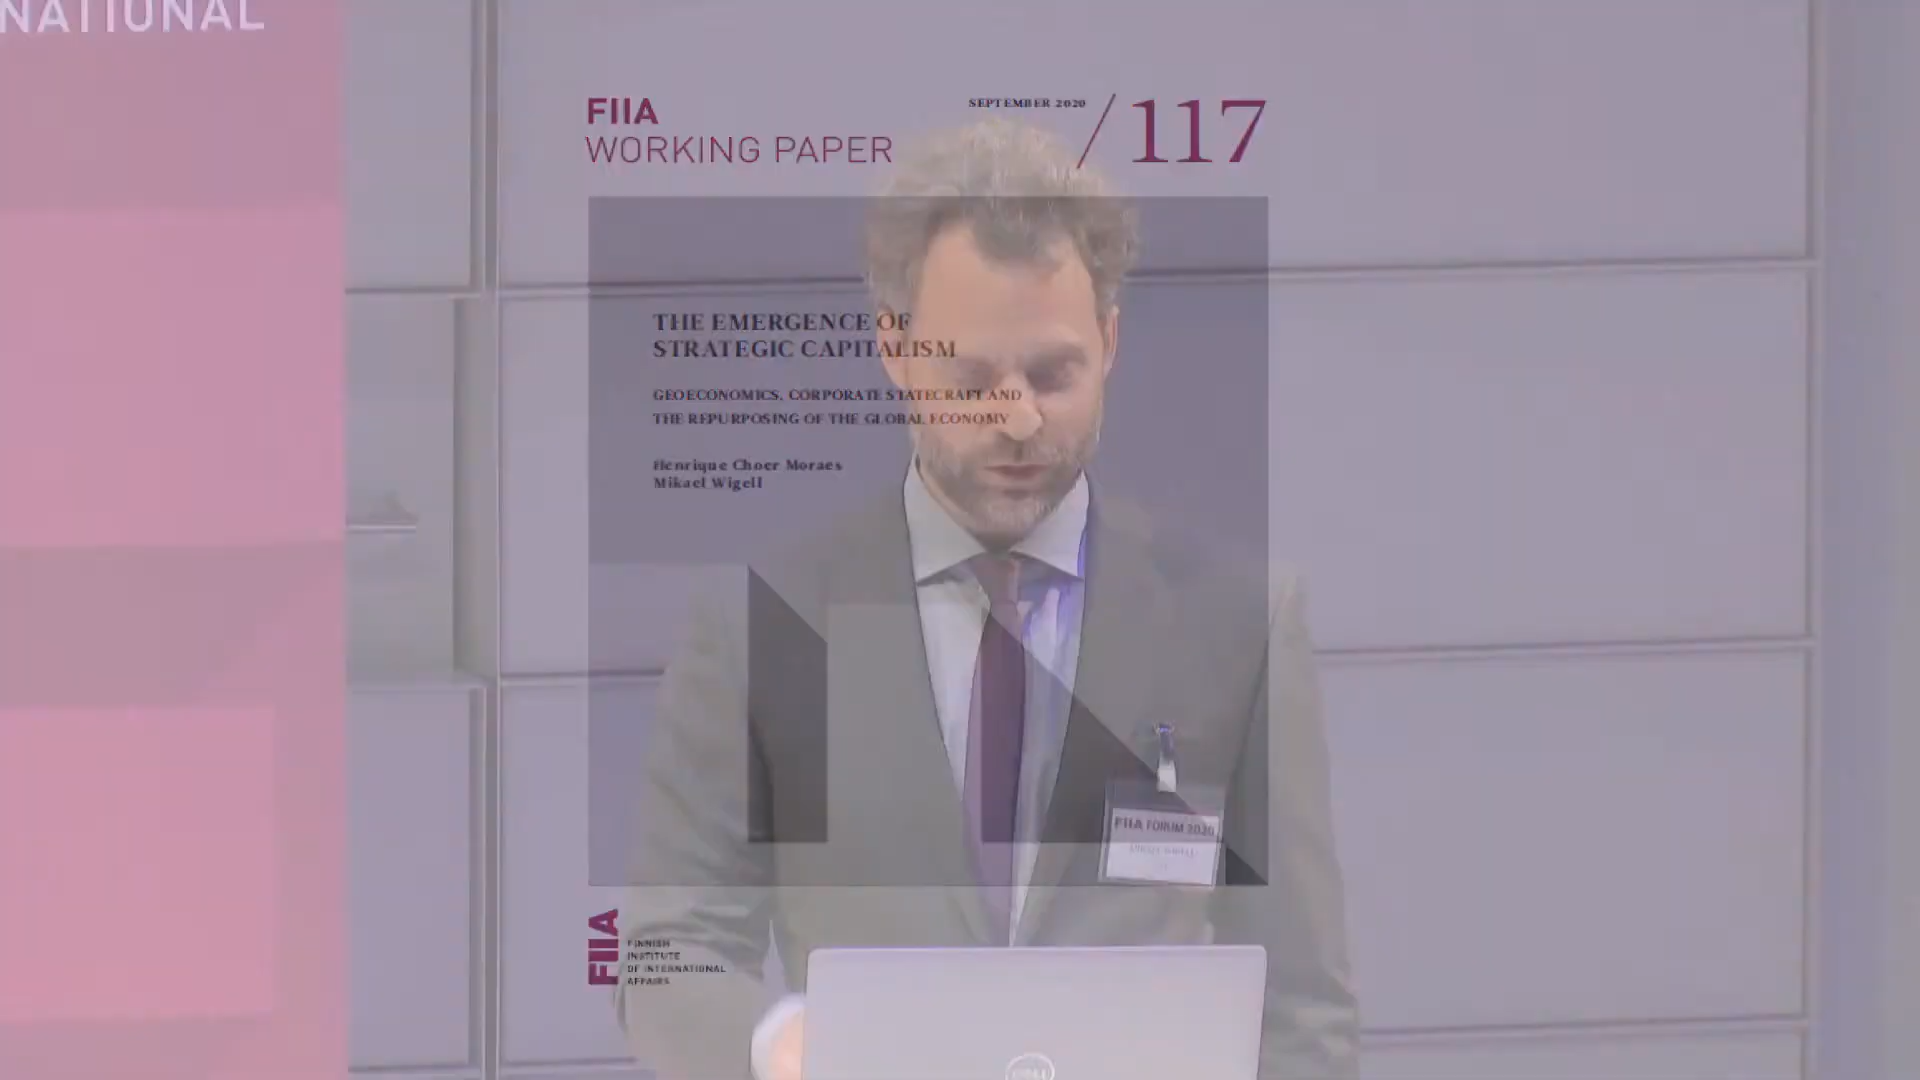 NATIONAL
FIIA
WORKING PAPER
SEPTEMBER 2020
/117
THE EMERGENCE OF
STRATEGIC CAPITALISM
GEOECONOMICS, CORPORATE STATECRAFT AND
THE REPURPOSING OF THE GLOBAL ECONOMY
Henrique Choer Moraes
Mikael Wigell
FIIA FORUM 2020
FIIA
FINNISH
INSTITUTE
OF INTERNATIONAL
AFFAIRS
DELL